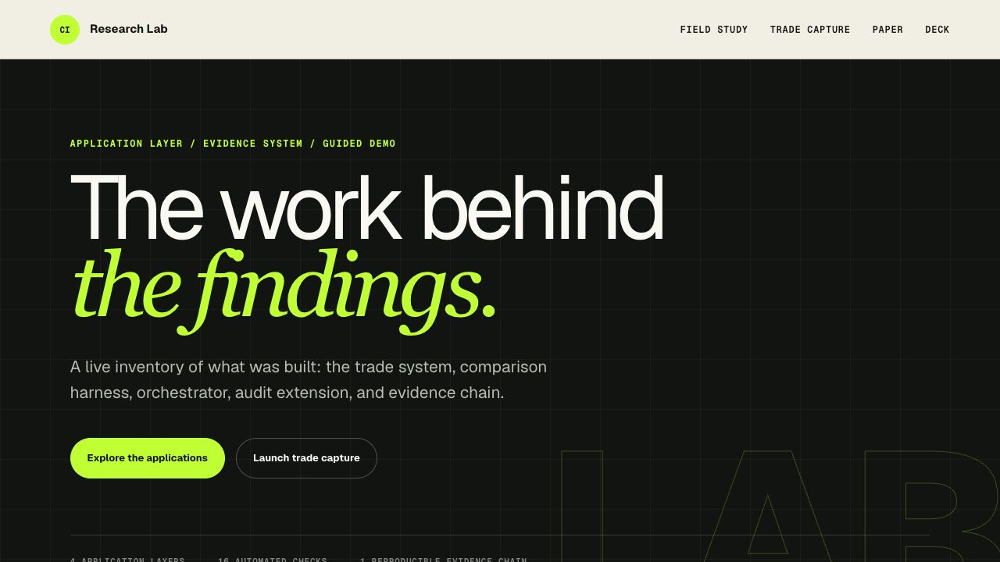 CI
Research Lab
FIELD STUDY
TRADE CAPTURE
PAPER
DECK
APPLICATION LAYER / EVIDENCE SYSTEM / GUIDED DEMO
The work behind
the findings.
A live inventory of what was built: the trade system, comparison
harness, orchestrator, audit extension, and evidence chain.
Explore the applications
Launch trade capture
LAB
4 APPLICATION LAYERS
16 AUTOMATED CHECKS
1 REPRODUCIBLE EVIDENCE CHAIN